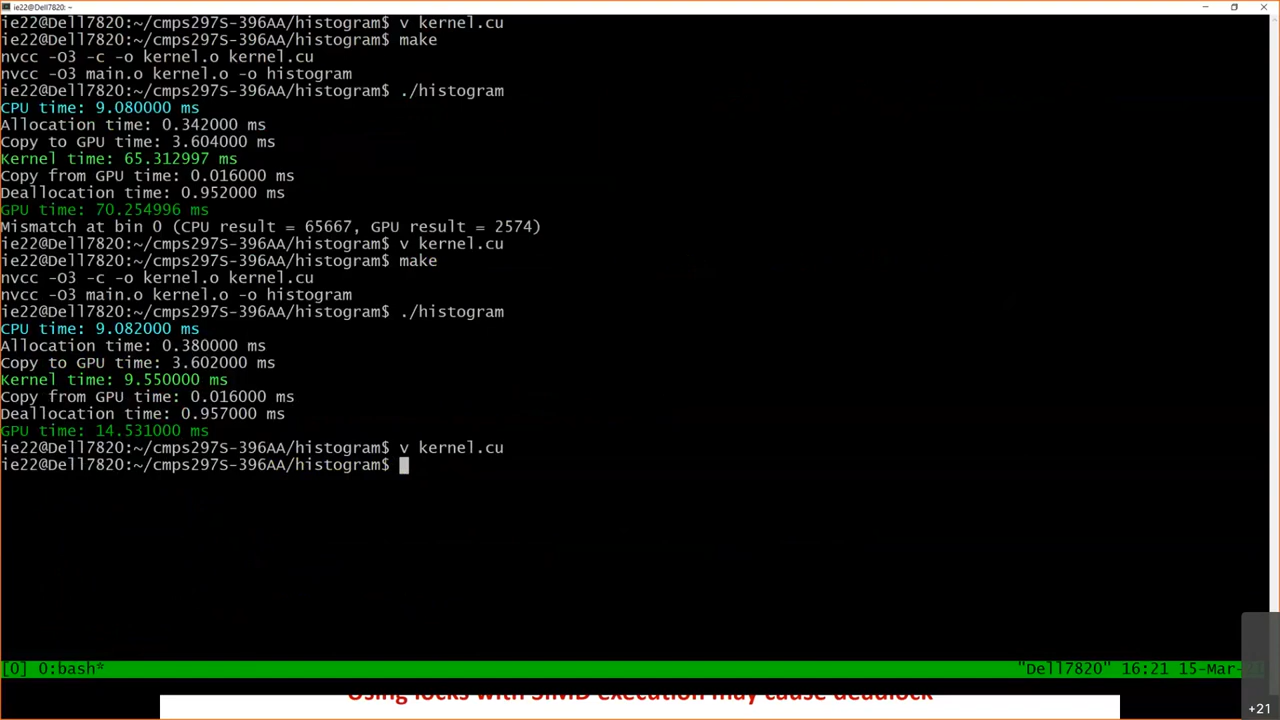 ie22@Dell7820: ~
ie22@Dell7820:~/cmps297S-396AA/histogram$ v kernel.cu
ie22@Dell7820:~/cmps297S-396AA/histogram$ make
nvcc -O3 -c -o kernel.o kernel.cu
nvcc -O3 main.o kernel.o -o histogram
ie22@Dell7820:~/cmps297S-396AA/histogram$ ./histogram
CPU time: 9.080000 ms
Allocation time: 0.342000 ms
Copy to GPU time: 3.604000 ms
Kernel time: 65.312997 ms
Copy from GPU time: 0.016000 ms
Deallocation time: 0.952000 ms
GPU time: 70.254996 ms
Mismatch at bin 0 (CPU result = 65667, GPU result = 2574)
ie22@Dell7820:~/cmps297S-396AA/histogram$ v kernel.cu
ie22@Dell7820:~/cmps297S-396AA/histogram$ make
nvcc -O3 -c -o kernel.o kernel.cu
nvcc -O3 main.o kernel.o -o histogram
ie22@Dell7820:~/cmps297S-396AA/histogram$ ./histogram
CPU time: 9.082000 ms
Allocation time: 0.380000 ms
Copy to GPU time: 3.602000 ms
Kernel time: 9.550000 ms
Copy from GPU time: 0.016000 ms
Deallocation time: 0.957000 ms
GPU time: 14.531000 ms
ie22@Dell7820:~/cmps297S-396AA/histogram$ v kernel.cu
ie22@Dell7820:~/cmps297S-396AA/histogram$
[0] 0:bash* "Dell7820" 16:21 15-Mar-
Using locks with SIMD execution may cause deadlock
+21